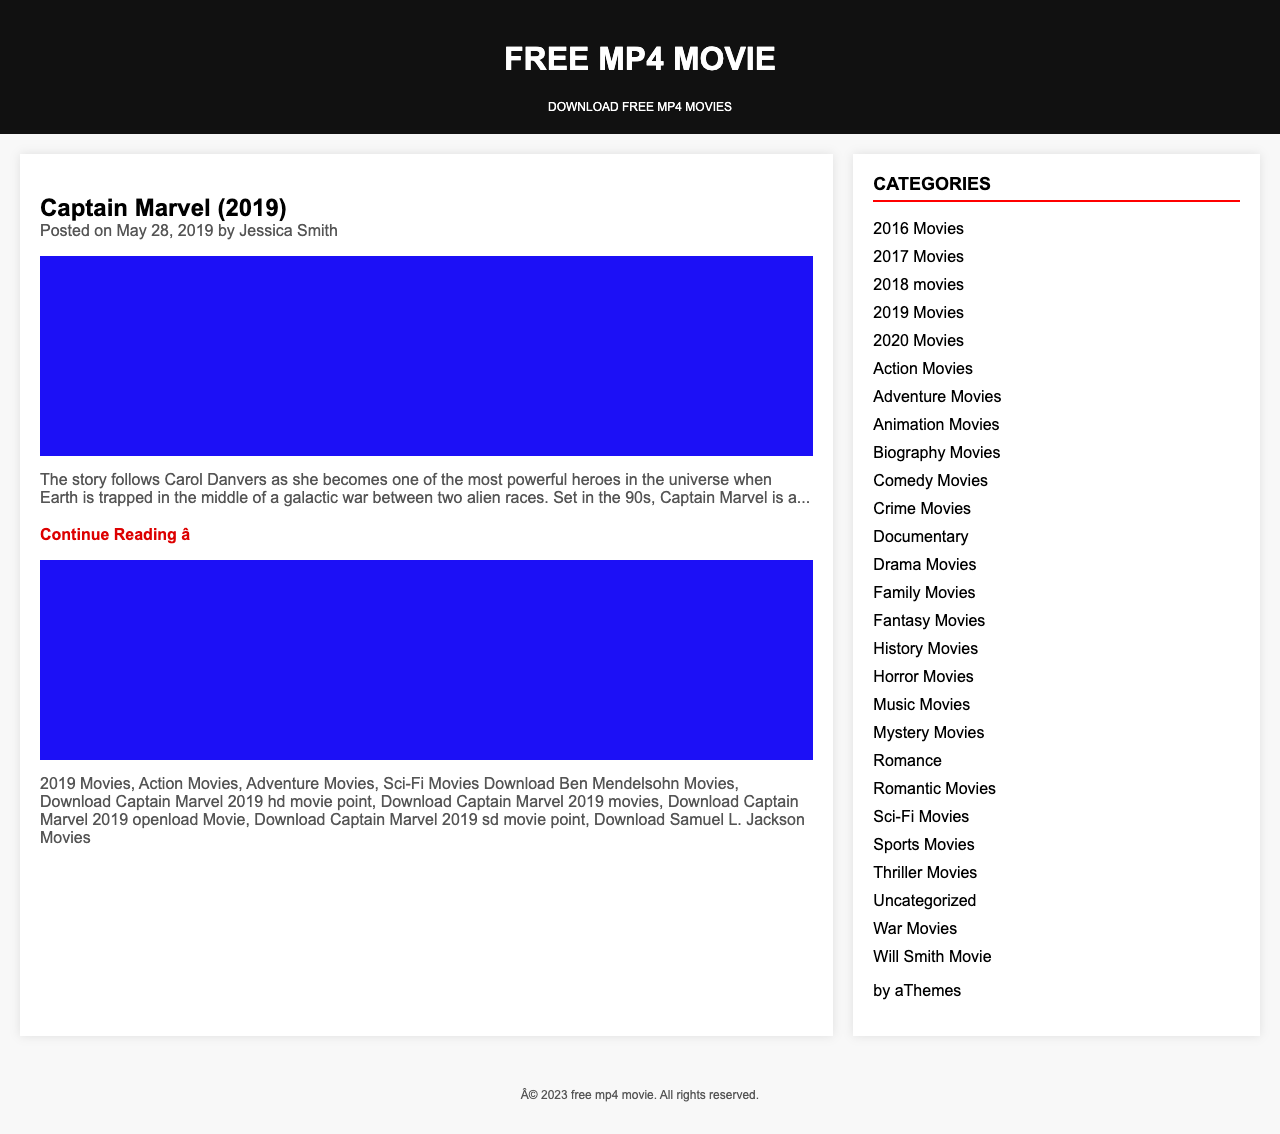 FREE MP4 MOVIE
DOWNLOAD FREE MP4 MOVIES
Captain Marvel (2019)
Posted on May 28, 2019 by Jessica Smith
The story follows Carol Danvers as she becomes one of the most powerful heroes in the universe when
Earth is trapped in the middle of a galactic war between two alien races. Set in the 90s, Captain Marvel is a...
Continue Reading â
2019 Movies, Action Movies, Adventure Movies, Sci-Fi Movies Download Ben Mendelsohn Movies,
Download Captain Marvel 2019 hd movie point, Download Captain Marvel 2019 movies, Download Captain
Marvel 2019 openload Movie, Download Captain Marvel 2019 sd movie point, Download Samuel L. Jackson
Movies
CATEGORIES
2016 Movies
2017 Movies
2018 movies
2019 Movies
2020 Movies
Action Movies
Adventure Movies
Animation Movies
Biography Movies
Comedy Movies
Crime Movies
Documentary
Drama Movies
Family Movies
Fantasy Movies
History Movies
Horror Movies
Music Movies
Mystery Movies
Romance
Romantic Movies
Sci-Fi Movies
Sports Movies
Thriller Movies
Uncategorized
War Movies
Will Smith Movie
by aThemes
Â© 2023 free mp4 movie. All rights reserved.